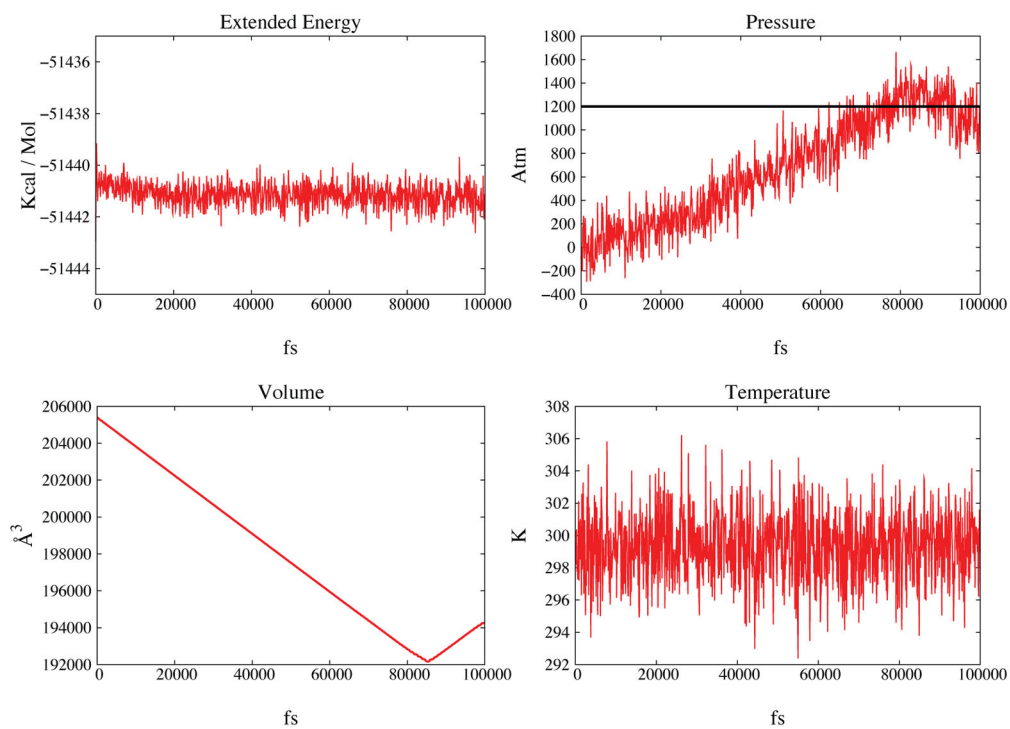 Extended Energy
−51436
−51438
−51440
−51442
−51444
Kcal / Mol
0 20000 40000 60000 80000 100000
fs
Pressure
1800
1600
1400
1200
1000
800
600
400
200
0
−200
−400
Atm
0 20000 40000 60000 80000 100000
fs
Volume
206000
204000
202000
200000
198000
196000
194000
192000
Å³
0 20000 40000 60000 80000 100000
fs
Temperature
308
306
304
302
300
298
296
294
292
K
0 20000 40000 60000 80000 100000
fs